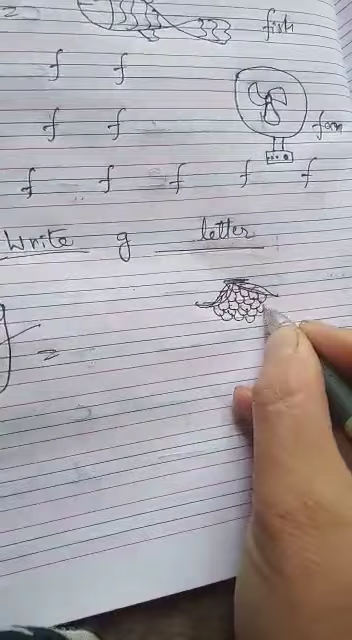 = fish
f f
f f fan
f f f f f
Write g letter
g =